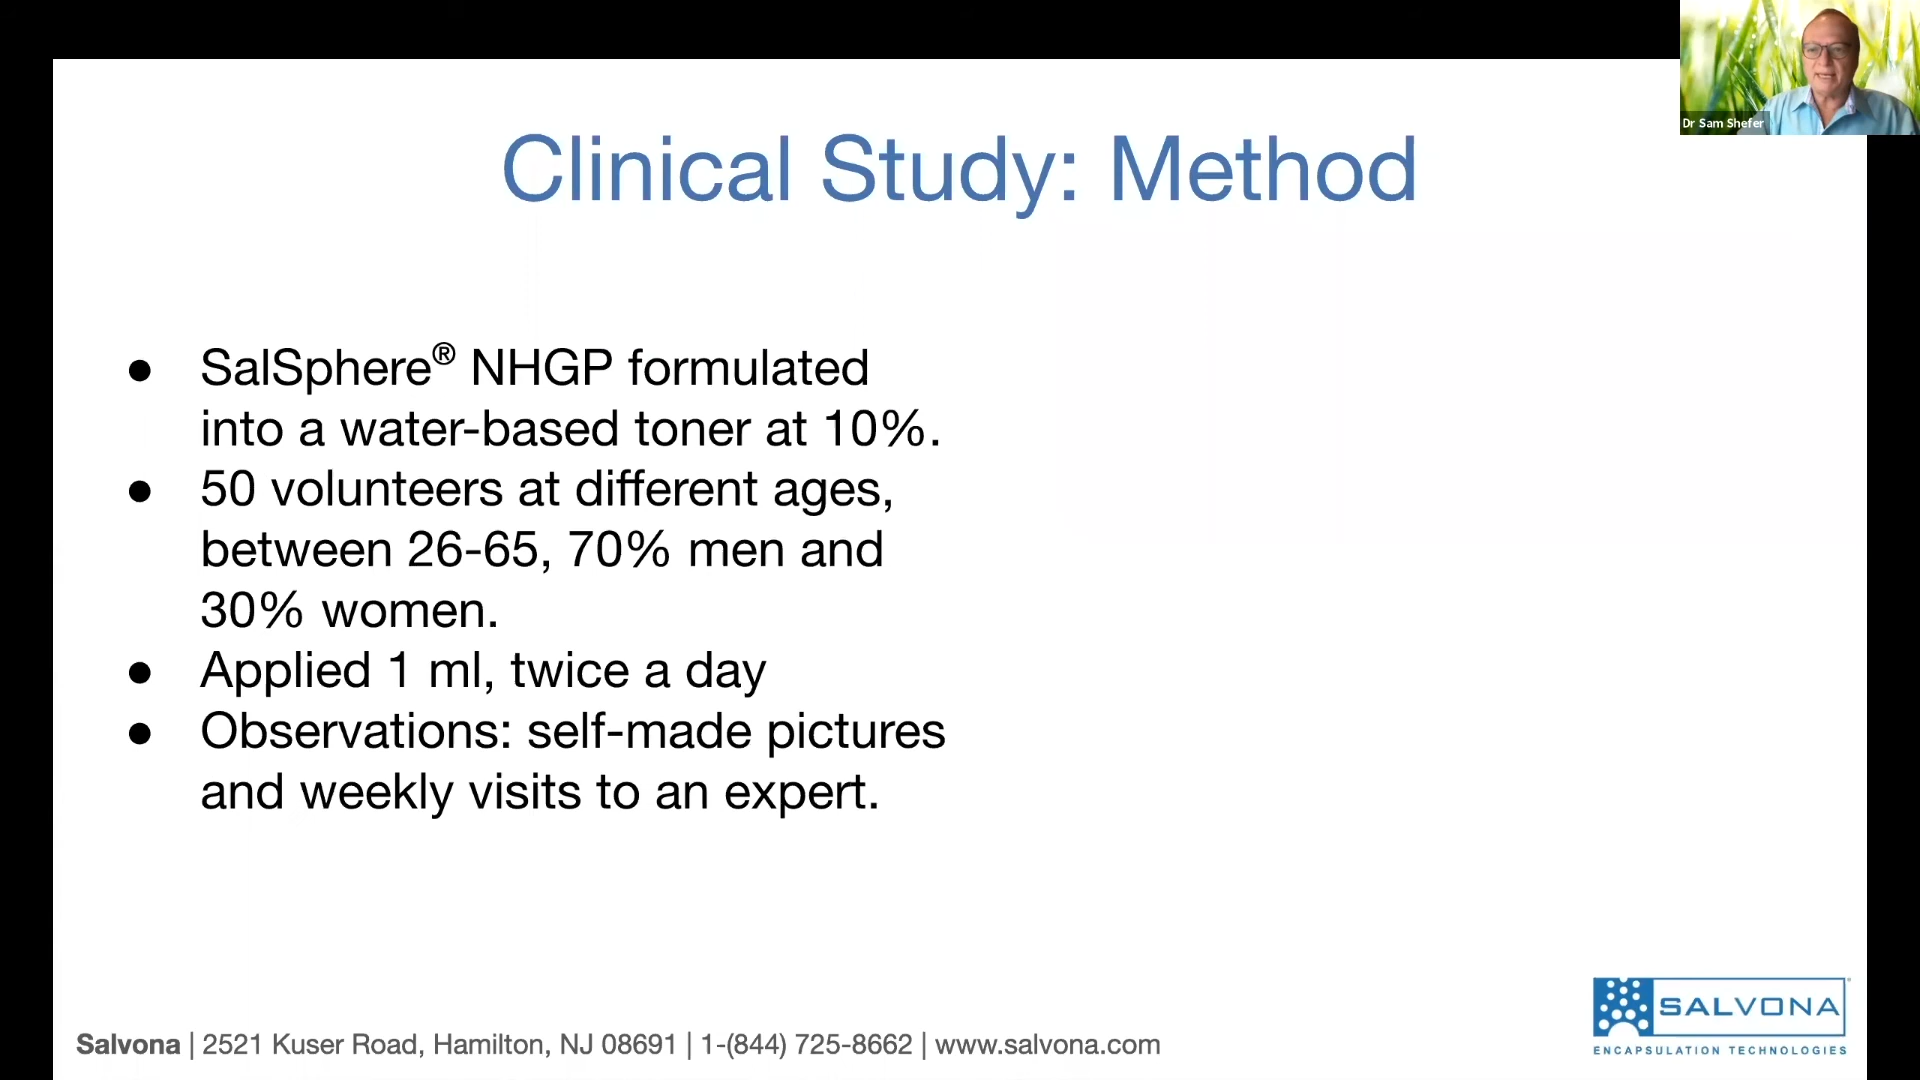 Dr Sam Shefer
Clinical Study: Method
● SalSphere® NHGP formulated
into a water-based toner at 10%.
● 50 volunteers at different ages,
between 26-65, 70% men and
30% women.
● Applied 1 ml, twice a day
● Observations: self-made pictures
and weekly visits to an expert.
SALVONA
ENCAPSULATION TECHNOLOGIES
Salvona | 2521 Kuser Road, Hamilton, NJ 08691 | 1-(844) 725-8662 | www.salvona.com